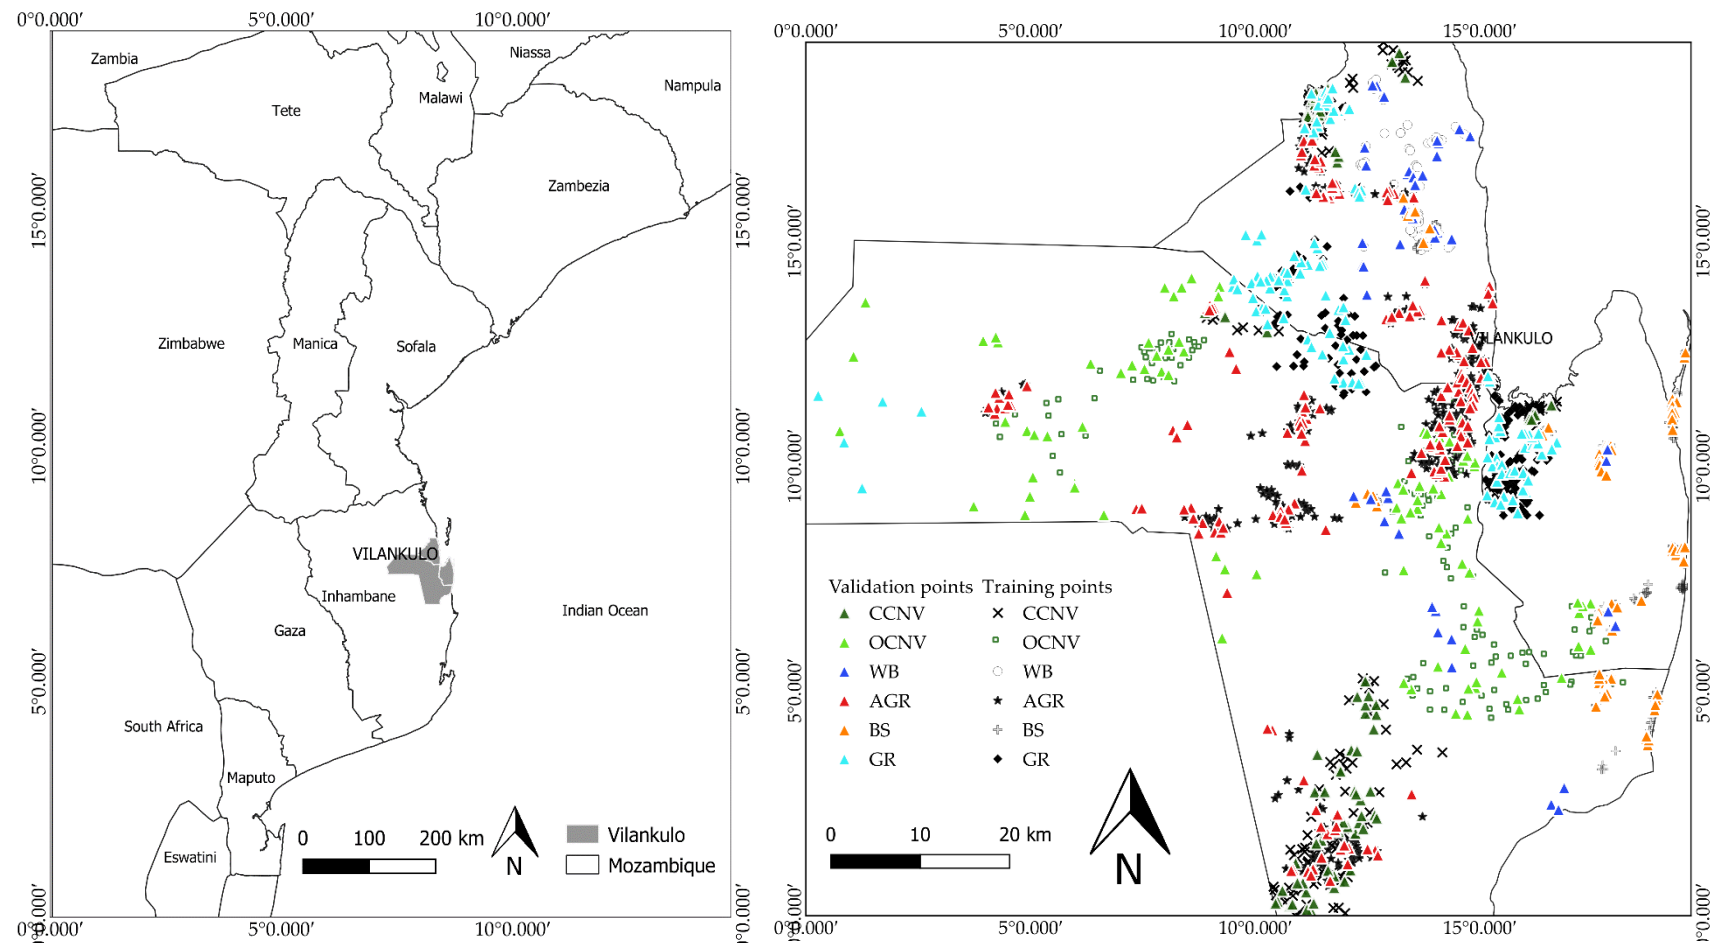 0°0.000′ 5°0.000′ 10°0.000′
Zambia
Niassa
Nampula
Malawi
Tete
Zambezia
15°0.000′
15°0.000′
Zimbabwe
Manica
Sofala
10°0.000′
10°0.000′
VILANKULO
Inhambane
Indian Ocean
Gaza
5°0.000′
5°0.000′
South Africa
Maputo
Eswatini
0 100 200 km
N
Vilankulo
Mozambique
0°0.000′
0°0.000′
0°0.000′ 5°0.000′ 10°0.000′
0°0.000′ 5°0.000′ 10°0.000′ 15°0.000′
15°0.000′
15°0.000′
10°0.000′
10°0.000′
Validation points Training points
CCNV CCNV
OCNV OCNV
WB WB
AGR AGR
BS BS
GR GR
5°0.000′
5°0.000′
0 10 20 km
N
0°0.000′
0°0.000′
0°0.000′ 5°0.000′ 10°0.000′ 15°0.000′